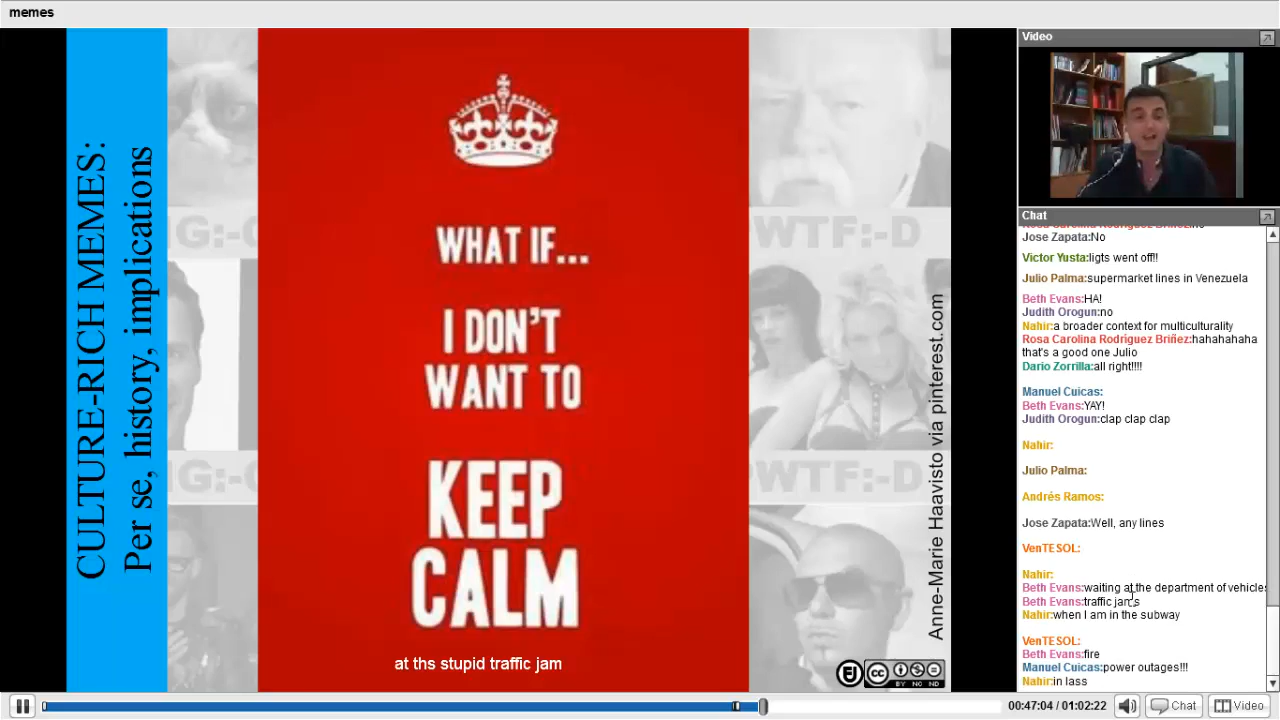 memes
CULTURE-RICH MEMES:
Per se, history, implications
WHAT IF...
I DON'T
WANT TO
KEEP
CALM
at ths stupid traffic jam
WTF:-D
WTF:-D
Anne-Marie Haavisto via pinterest.com
cc
BY NC ND
Video
Chat
Jose Zapata:No
Victor Yusta:ligts went off!!
Julio Palma:supermarket lines in Venezuela
Beth Evans:HA!
Judith Orogun:no
Nahir:a broader context for multiculturality
Rosa Carolina Rodríguez Briñez:hahahahaha
that's a good one Julio
Dario Zorrilla:all right!!!!
Manuel Cuicas:
Beth Evans:YAY!
Judith Orogun:clap clap clap
Nahir:
Julio Palma:
Andrés Ramos:
Jose Zapata:Well, any lines
VenTESOL:
Nahir:
Beth Evans:waiting at the department of vehicles
Beth Evans:traffic jams
Nahir:when I am in the subway
VenTESOL:
Beth Evans:fire
Manuel Cuicas:power outages!!!
Nahir:in lass
00:47:04 / 01:02:22
Chat
Video